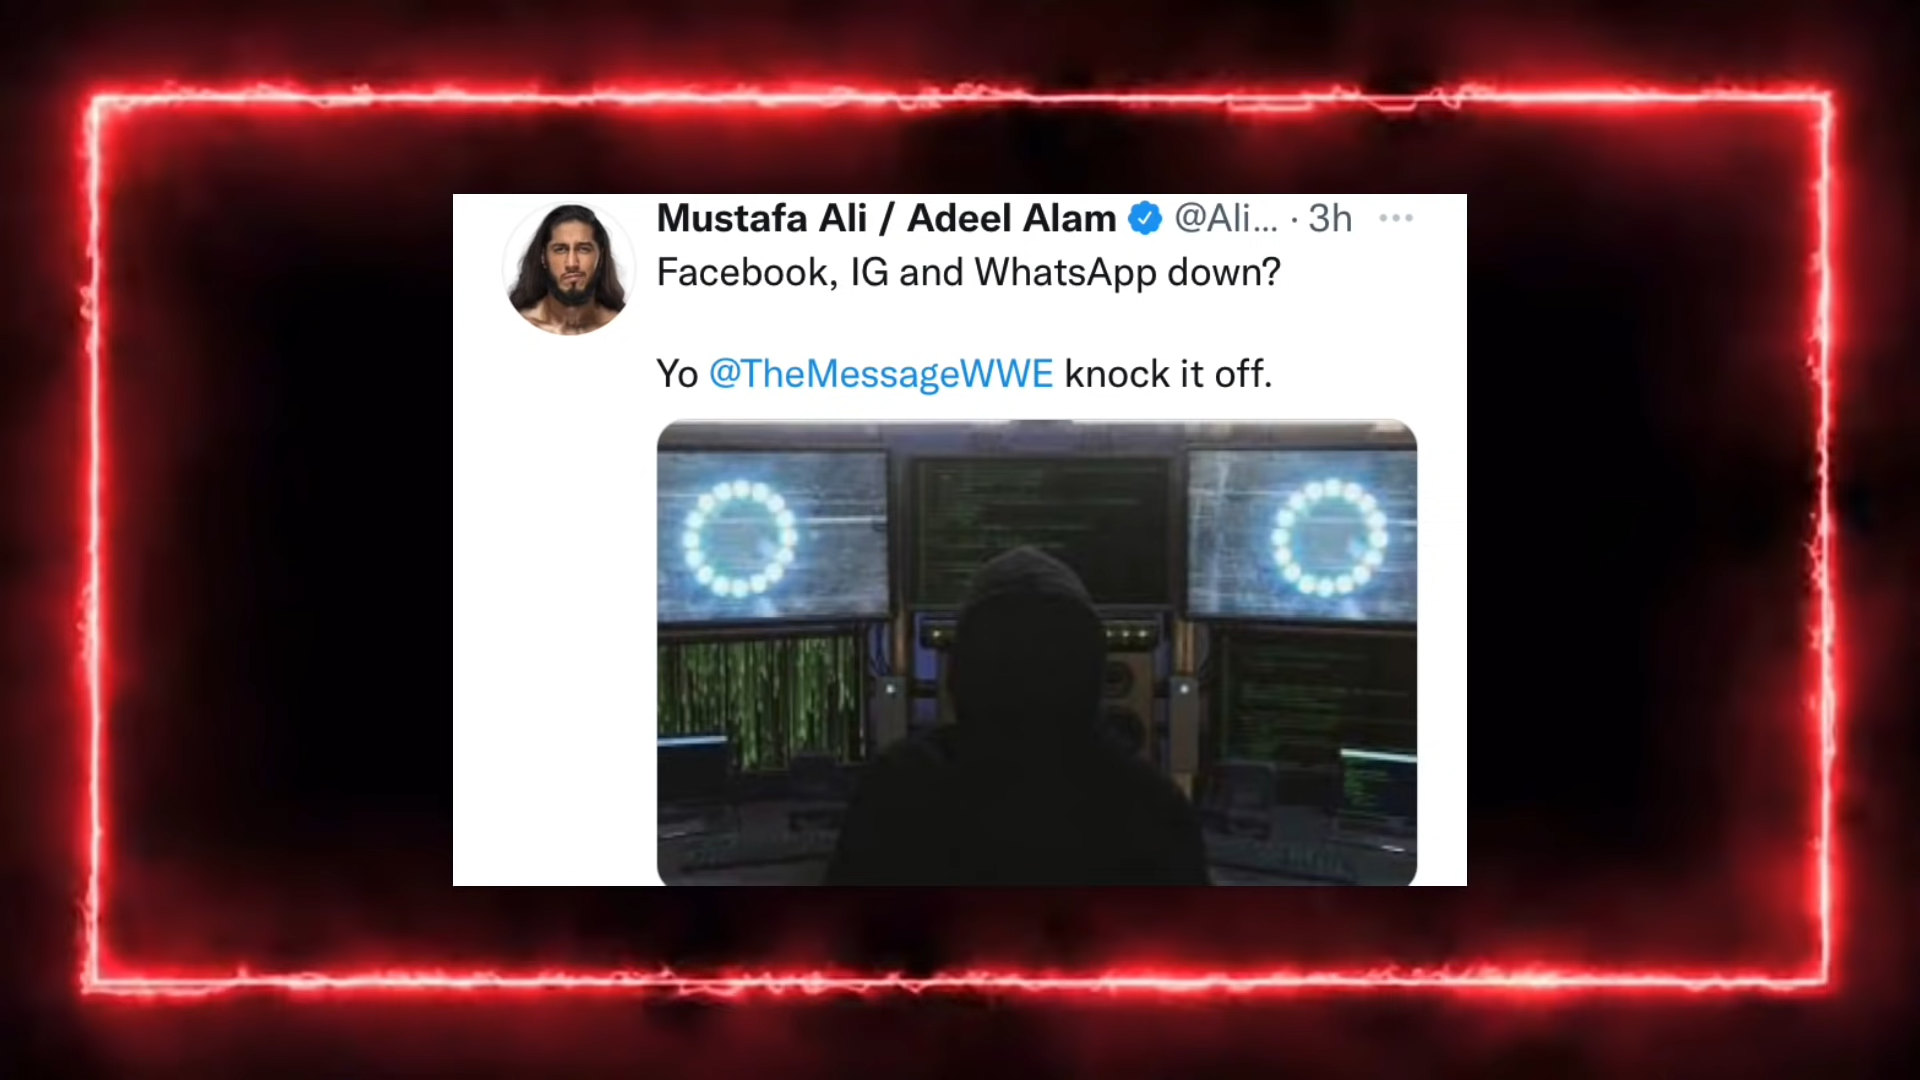 Mustafa Ali / Adeel Alam @Ali... · 3h
Facebook, IG and WhatsApp down?
Yo @TheMessageWWE knock it off.